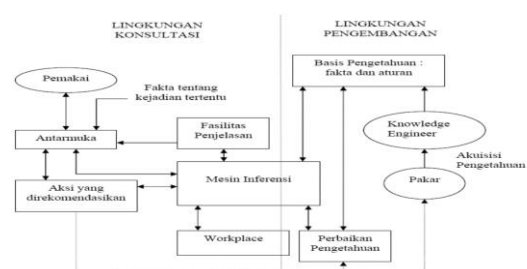 LINGKUNGAN
KONSULTASI
LINGKUNGAN
PENGEMBANGAN
Pemakai
Fakta tentang
kejadian tertentu
Basis Pengetahuan :
fakta dan aturan
Antarmuka
Fasilitas
Penjelasan
Knowledge
Engineer
Akuisisi
Pengetahuan
Aksi yang
direkomendasikan
Mesin Inferensi
Pakar
Workplace
Perbaikan
Pengetahuan